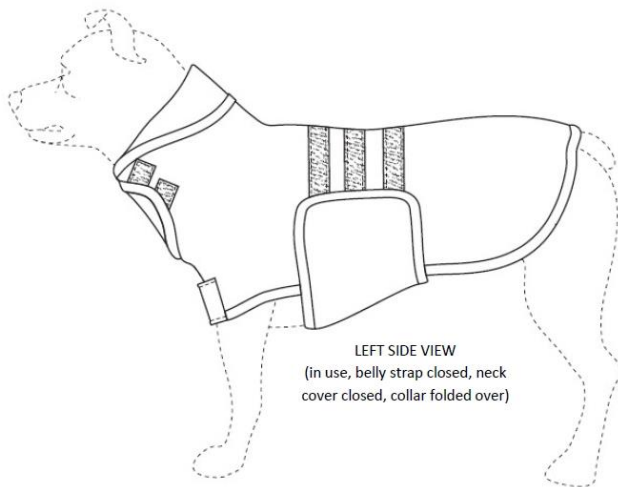 LEFT SIDE VIEW
(in use, belly strap closed, neck
cover closed, collar folded over)